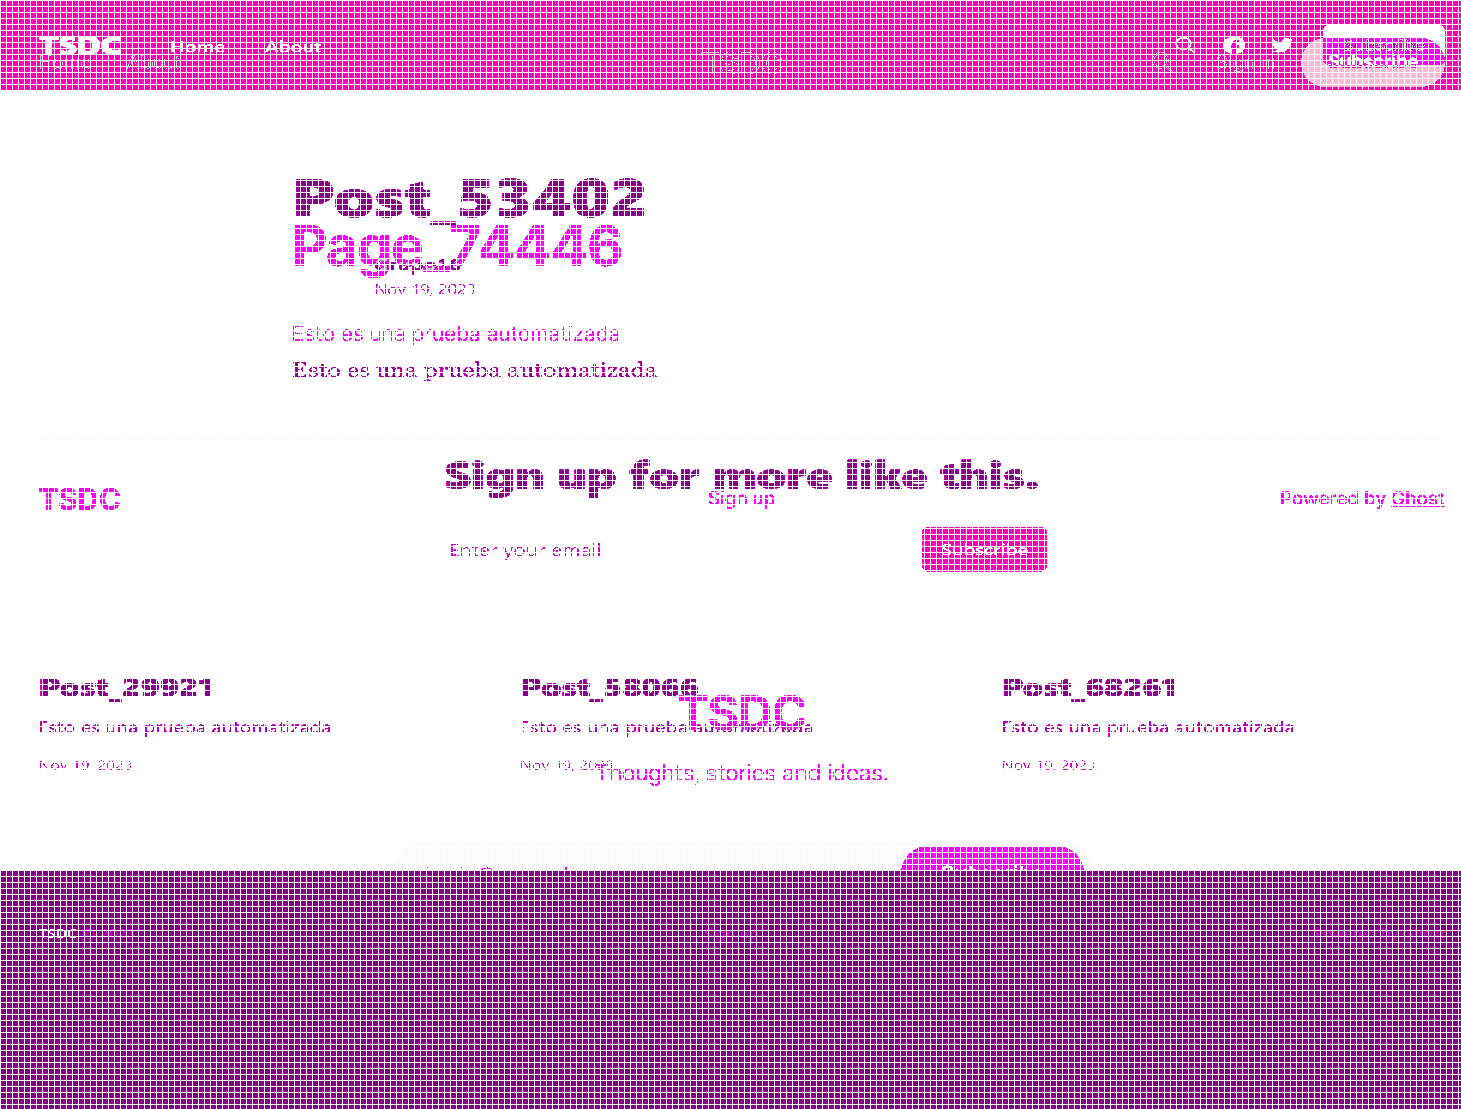 TSDC Home About
Home About TSDC Sign in Subscribe
Subscribe
Post_53402
Page_74446
Nov 19, 2023
Esto es una prueba automatizada
Esto es una prueba automatizada
Sign up for more like this.
TSDC Sign up Powered by Ghost
Enter your email Subscribe
Post_29921 Post_58066 Post_68261
TSDC
Esto es una prueba automatizada Esto es una prueba automatizada Esto es una prueba automatizada
Nov 19, 2023 Nov 19, 2023 Nov 19, 2023
Thoughts, stories and ideas.
TSDC